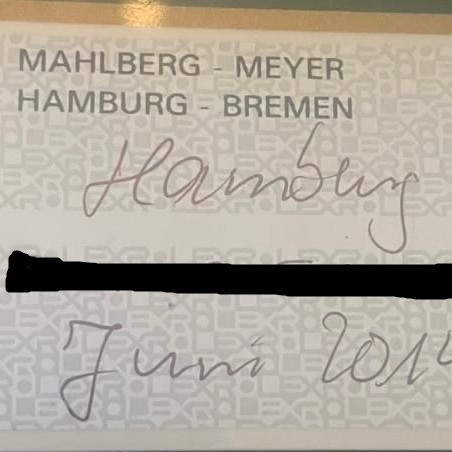 MAHLBERG - MEYER
HAMBURG - BREMEN
Hamburg
Juni 2014